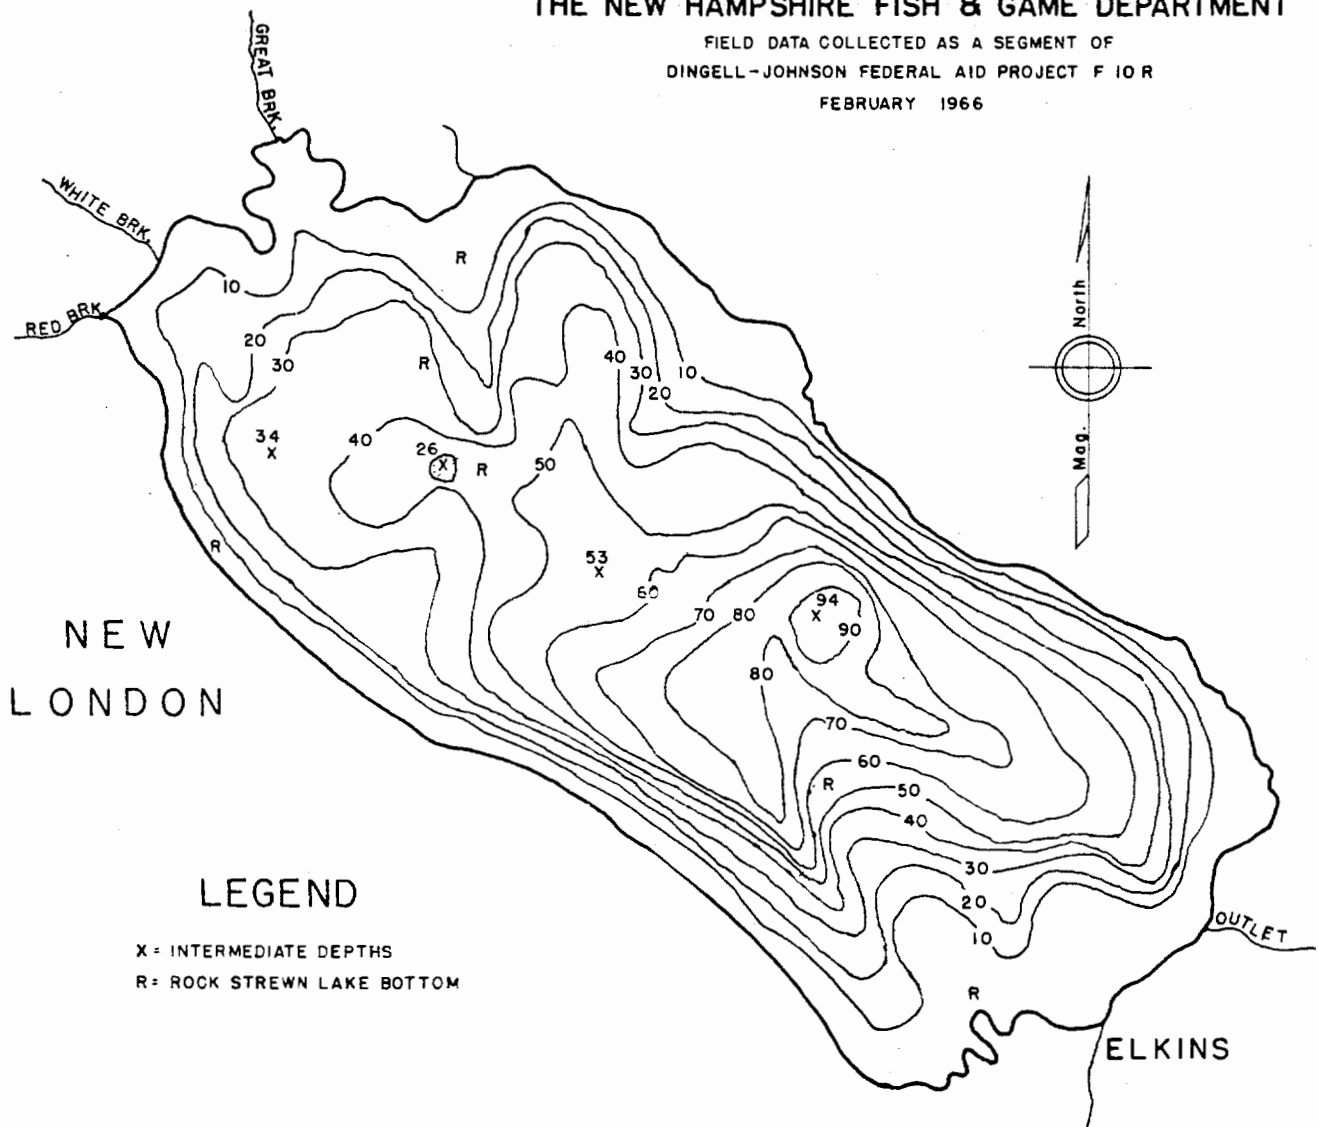 THE NEW HAMPSHIRE FISH & GAME DEPARTMENT
FIELD DATA COLLECTED AS A SEGMENT OF
DINGELL-JOHNSON FEDERAL AID PROJECT F 10 R
FEBRUARY 1966
GREAT BRK.
WHITE BRK.
RED BRK.
R
10
20
30
R
40
30
20
10
34
X
40
26
X
R
50
R
53
X
60
70
80
94
X
90
80
70
60
R
50
40
30
20
10
R
Mag. North
NEW
LONDON
LEGEND
X = INTERMEDIATE DEPTHS
R = ROCK STREWN LAKE BOTTOM
OUTLET
ELKINS